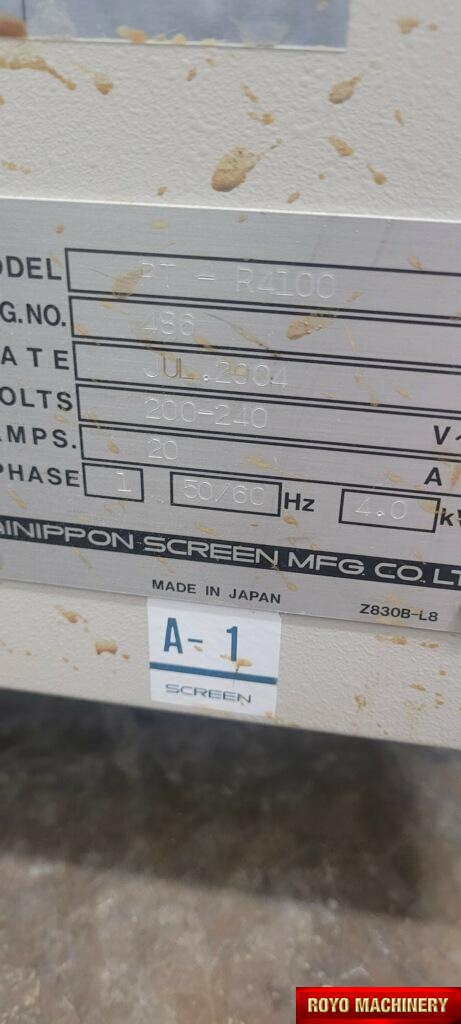 ODEL PT-R4100
G.NO. 486
ATE JUL.2004
OLTS 200-240 V~
MPS. 20 A
PHASE 1 50/60 Hz 4.0 k
AINIPPON SCREEN MFG. CO. LT
MADE IN JAPAN Z830B-L8
A-1
SCREEN
ROYO MACHINERY